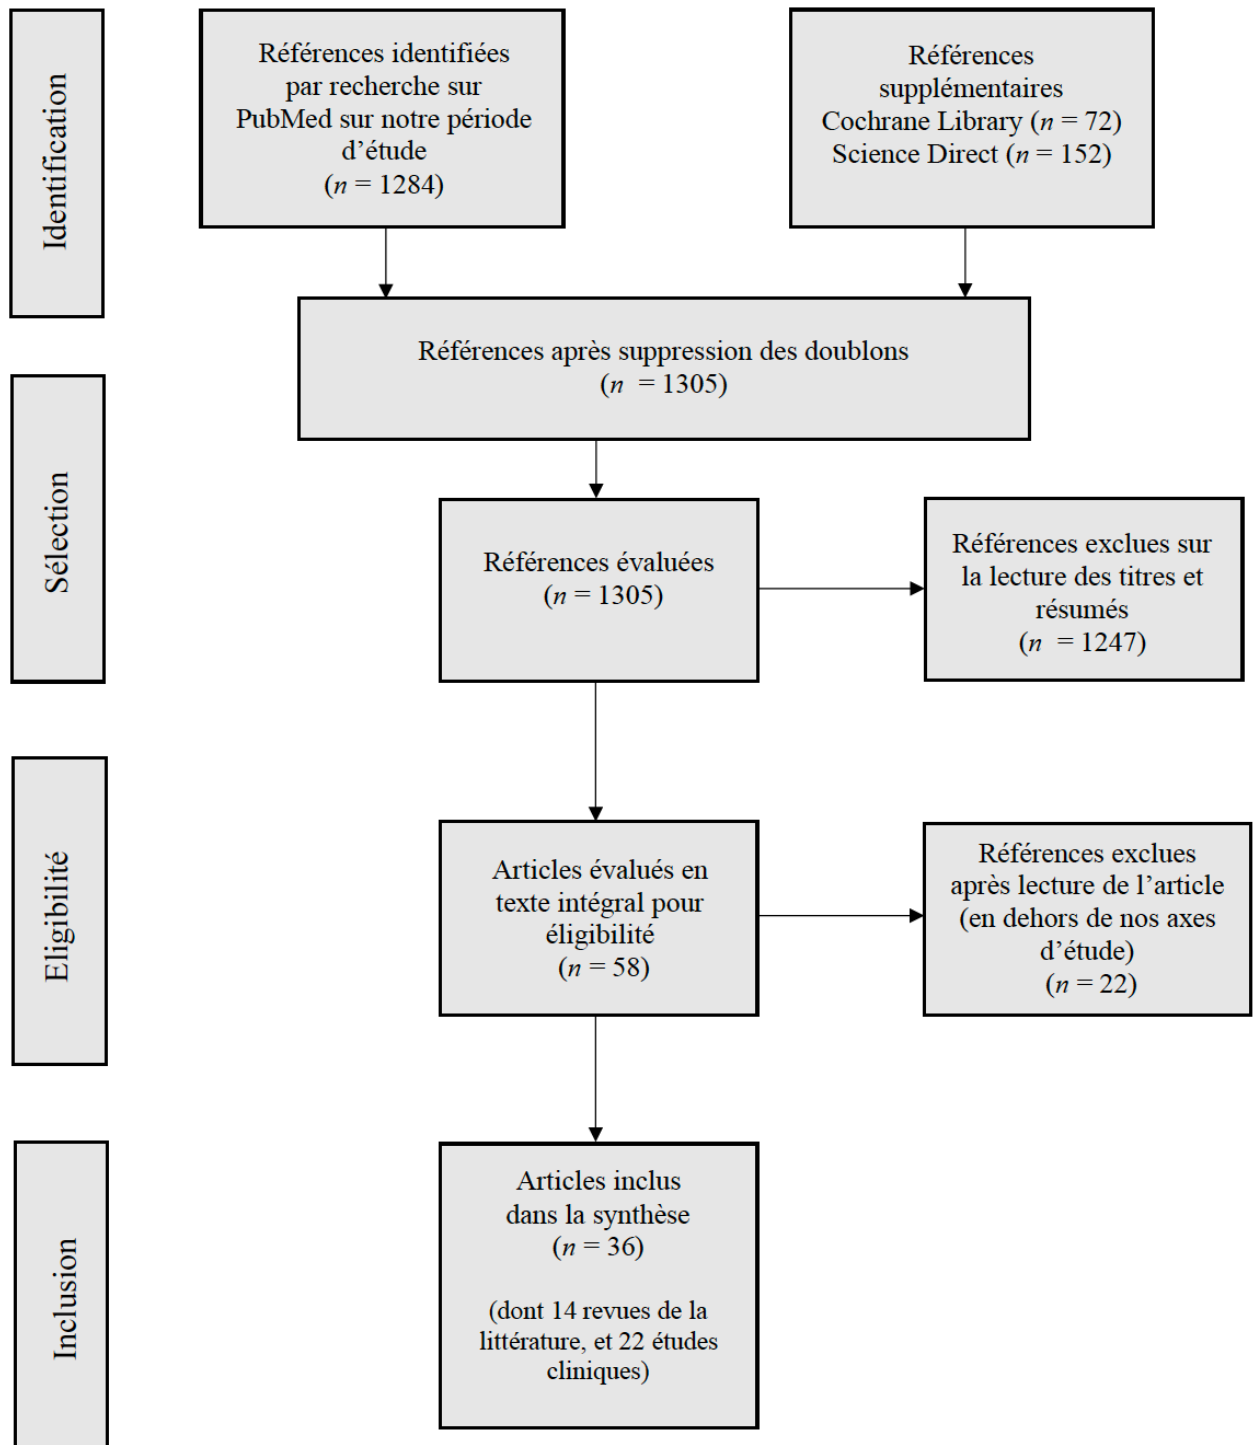 Identification
Références identifiées
par recherche sur
PubMed sur notre période
d’étude
(n = 1284)
Références
supplémentaires
Cochrane Library (n = 72)
Science Direct (n = 152)
Références après suppression des doublons
(n = 1305)
Sélection
Références évaluées
(n = 1305)
Références exclues sur
la lecture des titres et
résumés
(n = 1247)
Eligibilité
Articles évalués en
texte intégral pour
éligibilité
(n = 58)
Références exclues
après lecture de l’article
(en dehors de nos axes
d’étude)
(n = 22)
Inclusion
Articles inclus
dans la synthèse
(n = 36)
(dont 14 revues de la
littérature, et 22 études
cliniques)